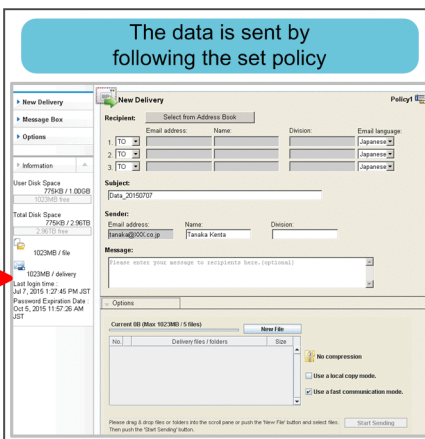 The data is sent by
following the set policy
New Delivery
Message Box
Options
Information
User Disk Space
775KB / 1.00GB
1023MB free
Total Disk Space
775KB / 2.96TB
2.96TB free
1023MB / file
1023MB / delivery
Last login time :
Jul 7, 2015 1:27:45 PM JST
Password Expiration Date :
Oct 5, 2015 11:57:26 AM
JST
New Delivery Policy1
Recipient: Select from Address Book
Email address: Name: Division: Email language:
1. TO Japanese
2. TO Japanese
3. TO Japanese
Subject:
Data_20150707
Sender:
Email address: Name: Division:
tanaka@XXX.co.jp Tanaka Kenta
Message:
Please enter your message to recipients here.(optional)
Options
Current 0B (Max 1023MB / 5 files) New File
No. Delivery files / folders Size
No compression
Use a local copy mode.
Use a fast communication mode.
Please drag & drop files or folders into the scroll pane or push the 'New File' button and select files. Start Sending
Then push the 'Start Sending' button.